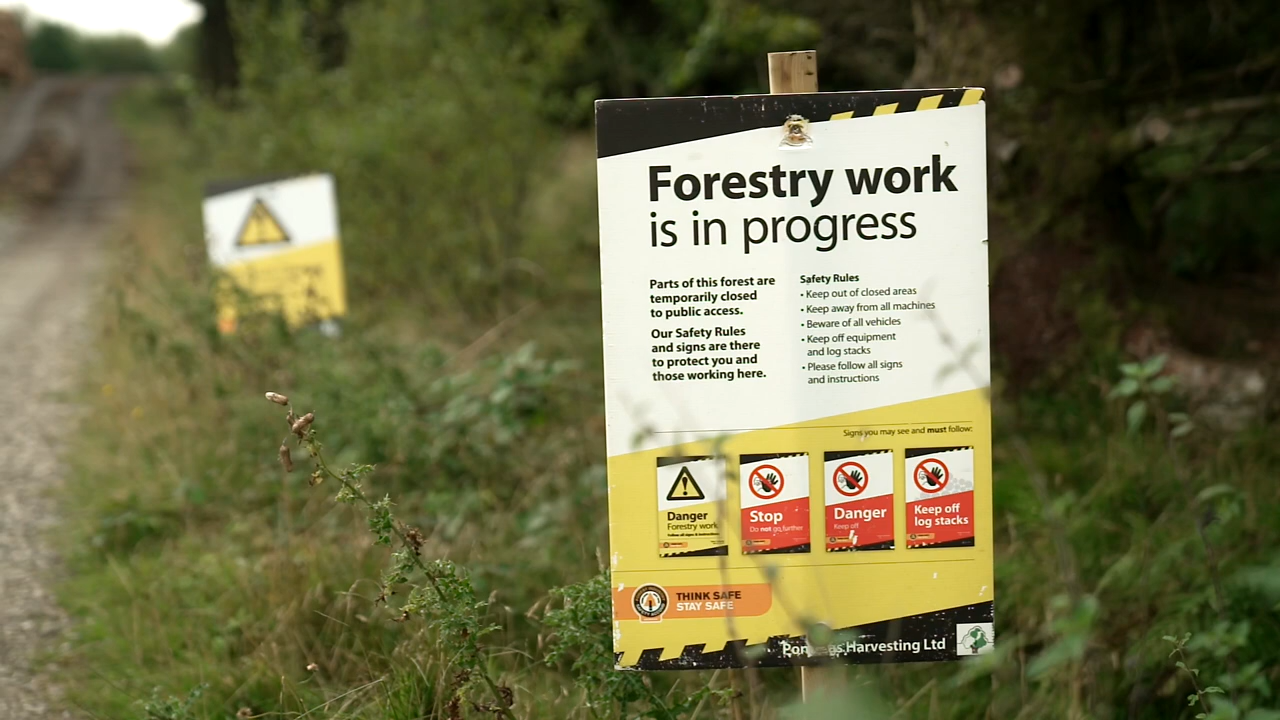 Forestry work
is in progress
Parts of this forest are
temporarily closed
to public access.
Our Safety Rules
and signs are there
to protect you and
those working here.
Safety Rules
• Keep out of closed areas
• Keep away from all machines
• Beware of all vehicles
• Keep off equipment
and log stacks
• Please follow all signs
and instructions
Signs you may see and must follow:
Danger
Forestry work
Follow all signs & instructions
Stop
Do not go further
Danger
Keep off
Keep off
log stacks
THINK SAFE
STAY SAFE
Harvesting Ltd